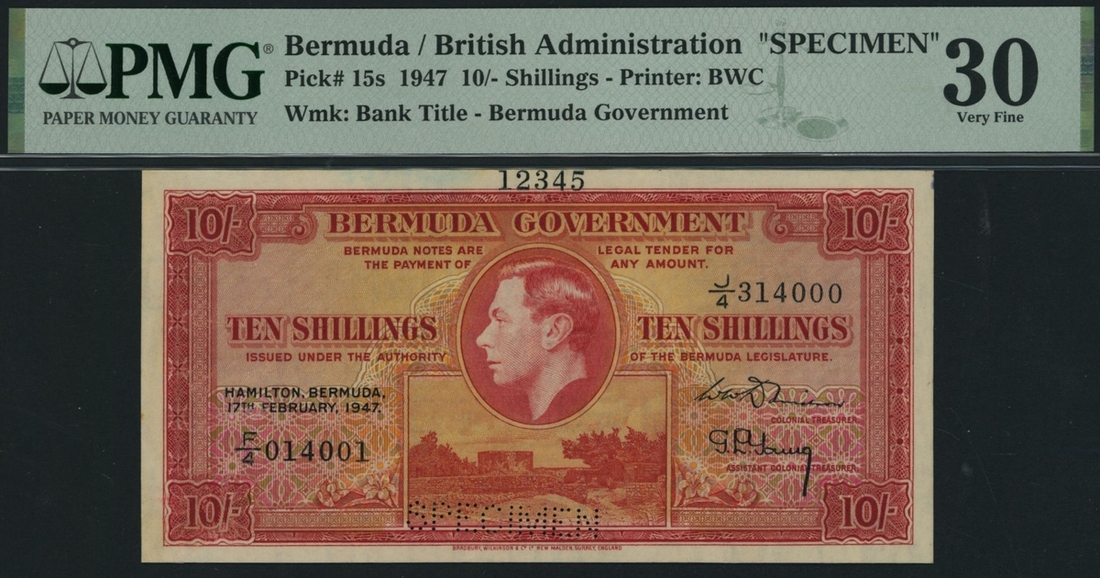 PMG®
PAPER MONEY GUARANTY
Bermuda / British Administration "SPECIMEN"
Pick# 15s 1947 10/- Shillings - Printer: BWC
Wmk: Bank Title - Bermuda Government
30
Very Fine
12345
10/-
BERMUDA GOVERNMENT
10/-
BERMUDA NOTES ARE LEGAL TENDER FOR
THE PAYMENT OF ANY AMOUNT.
J/4 314000
TEN SHILLINGS TEN SHILLINGS
ISSUED UNDER THE AUTHORITY OF THE BERMUDA LEGISLATURE.
HAMILTON, BERMUDA,
17TH FEBRUARY, 1947.
COLONIAL TREASURER.
F/4 014001
ASSISTANT COLONIAL TREASURER.
10/-
SPECIMEN
10/-
BRADBURY, WILKINSON & Co Ld NEW MALDEN, SURREY, ENGLAND